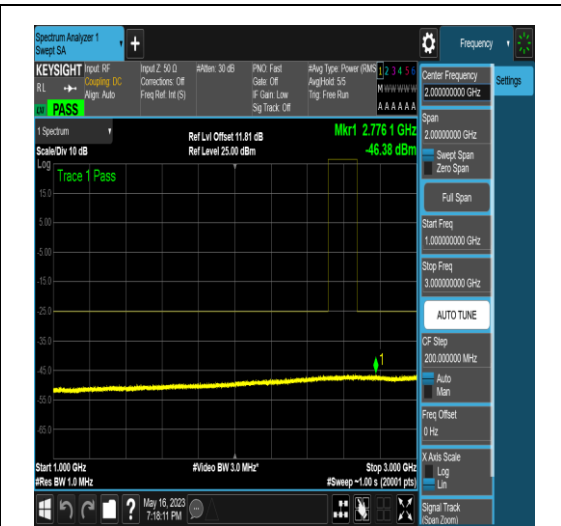 Spectrum Analyzer 1
Swept SA
Frequency
KEYSIGHT
RL
PASS
Input: RF
Coupling: DC
Align: Auto
Input Z: 50 Ω
Corrections: Off
Freq Ref: Int (S)
#Atten: 30 dB
PNO: Fast
Gate: Off
IF Gain: Low
Sig Track: Off
#Avg Type: Power (RMS
Avg|Hold: 5/5
Trig: Free Run
1 2 3 4 5 6
M W W W W W
A A A A A A
1 Spectrum
Scale/Div 10 dB
Ref Lvl Offset 11.81 dB
Ref Level 25.00 dBm
Mkr1 2.776 1 GHz
-46.38 dBm
Log
Trace 1 Pass
15.0
5.00
-5.00
-15.0
-25.0
-35.0
-45.0
-55.0
-65.0
1
Start 1.000 GHz
#Res BW 1.0 MHz
#Video BW 3.0 MHz*
Stop 3.000 GHz
#Sweep ~1.00 s (20001 pts)
May 16, 2023
7:18:11 PM
?
Center Frequency
2.000000000 GHz
Settings
Span
2.00000000 GHz
Swept Span
Zero Span
Full Span
Start Freq
1.000000000 GHz
Stop Freq
3.000000000 GHz
AUTO TUNE
CF Step
200.000000 MHz
Auto
Man
Freq Offset
0 Hz
X Axis Scale
Log
Lin
Signal Track
(Span Zoom)